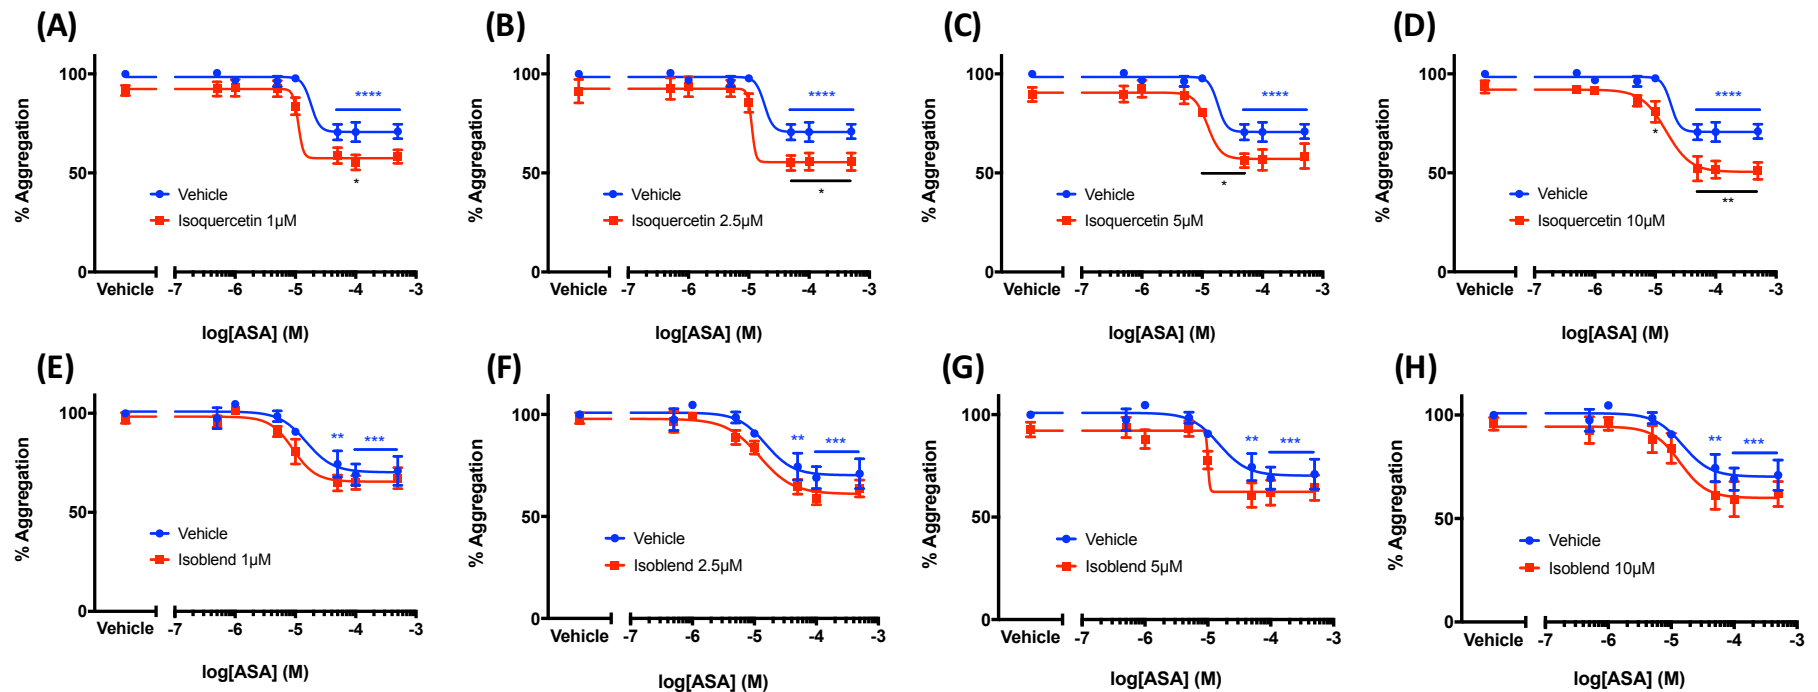 (A)
% Aggregation
100
50
0
****
Vehicle
Isoquercetin 1µM
*
Vehicle
-7 -6 -5 -4 -3
log[ASA] (M)
(B)
% Aggregation
100
50
0
****
Vehicle
Isoquercetin 2.5µM
*
Vehicle
-7 -6 -5 -4 -3
log[ASA] (M)
(C)
% Aggregation
100
50
0
****
Vehicle
Isoquercetin 5µM
*
Vehicle
-7 -6 -5 -4 -3
log[ASA] (M)
(D)
% Aggregation
100
50
0
****
*
Vehicle
Isoquercetin 10µM
**
Vehicle
-7 -6 -5 -4 -3
log[ASA] (M)
(E)
% Aggregation
100
50
0
** ***
Vehicle
Isoblend 1µM
Vehicle
-7 -6 -5 -4 -3
log[ASA] (M)
(F)
% Aggregation
100
50
0
** ***
Vehicle
Isoblend 2.5µM
Vehicle
-7 -6 -5 -4 -3
log[ASA] (M)
(G)
% Aggregation
100
50
0
** ***
Vehicle
Isoblend 5µM
Vehicle
-7 -6 -5 -4 -3
log[ASA] (M)
(H)
% Aggregation
100
50
0
** ***
Vehicle
Isoblend 10µM
Vehicle
-7 -6 -5 -4 -3
log[ASA] (M)